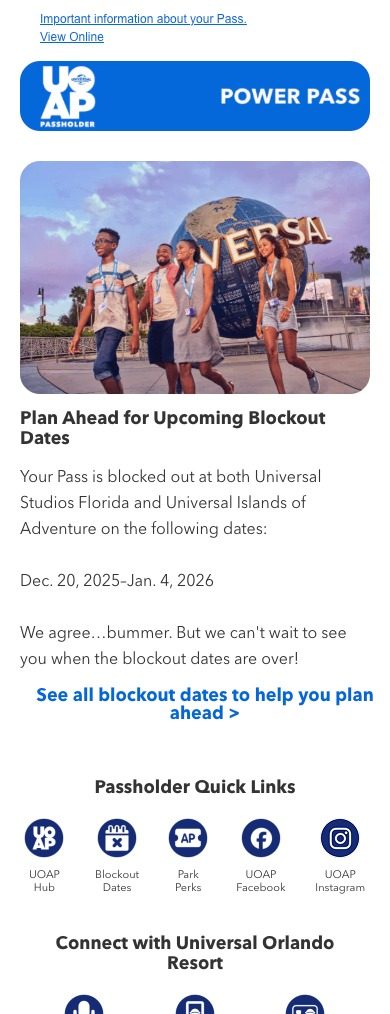 Important information about your Pass.
View Online
UOAP
UNIVERSAL
PASSHOLDER
POWER PASS
VERSAL
Plan Ahead for Upcoming Blockout
Dates
Your Pass is blocked out at both Universal
Studios Florida and Universal Islands of
Adventure on the following dates:
Dec. 20, 2025–Jan. 4, 2026
We agree…bummer. But we can't wait to see
you when the blockout dates are over!
See all blockout dates to help you plan
ahead >
Passholder Quick Links
UO
AP
AP
UOAP
Hub
Blockout
Dates
Park
Perks
UOAP
Facebook
UOAP
Instagram
Connect with Universal Orlando
Resort